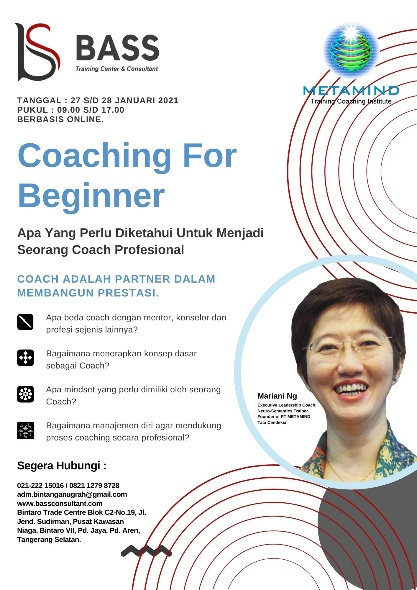 BASS
Training Center & Consultant
METAMIND
Training Coaching Institute
TANGGAL : 27 S/D 28 JANUARI 2021
PUKUL : 09.00 S/D 17.00
BERBASIS ONLINE.
Coaching For
Beginner
Apa Yang Perlu Diketahui Untuk Menjadi
Seorang Coach Profesional
COACH ADALAH PARTNER DALAM
MEMBANGUN PRESTASI.
Apa beda coach dengan mentor, konselor dan
profesi sejenis lainnya?
Bagaimana menerapkan konsep dasar
sebagai Coach?
Apa mindset yang perlu dimiliki oleh seorang
Coach?
Bagaimana manajemen diri agar mendukung
proses coaching secara profesional?
Mariani Ng
Executive Leadership Coach,
Neuro-Semantics Trainer,
Founder of PT METAMIND
Tata Cendekia
Segera Hubungi :
021-222 15016 / 0821 1279 8728
adm.bintanganugrah@gmail.com
www.bassconsultant.com
Bintaro Trade Centre Blok C2-No.19, Jl.
Jend. Sudirman, Pusat Kawasan
Niaga, Bintaro VII, Pd. Jaya, Pd. Aren,
Tangerang Selatan.